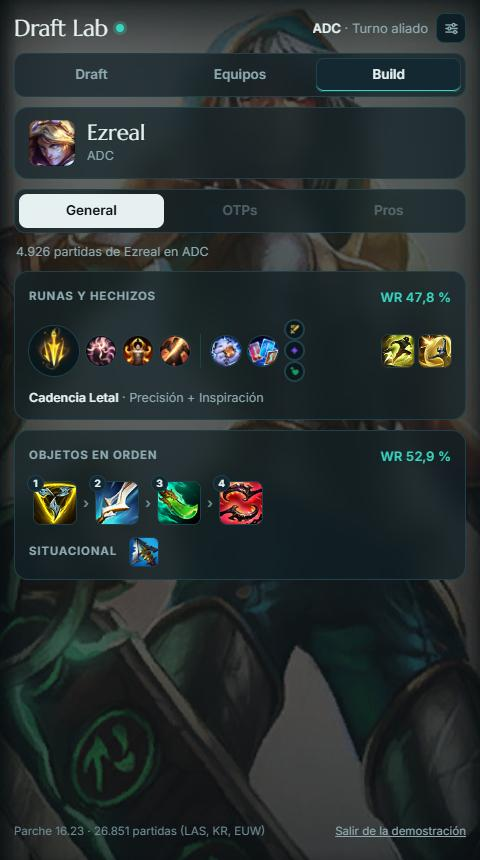 Draft Lab
ADC · Turno aliado
Draft Equipos Build
Ezreal
ADC
General OTPs Pros
4.926 partidas de Ezreal en ADC
RUNAS Y HECHIZOS WR 47,8 %
Cadencia Letal · Precisión + Inspiración
OBJETOS EN ORDEN WR 52,9 %
1 2 3 4
SITUACIONAL
Parche 16.23 · 26.851 partidas (LAS, KR, EUW) Salir de la demostración